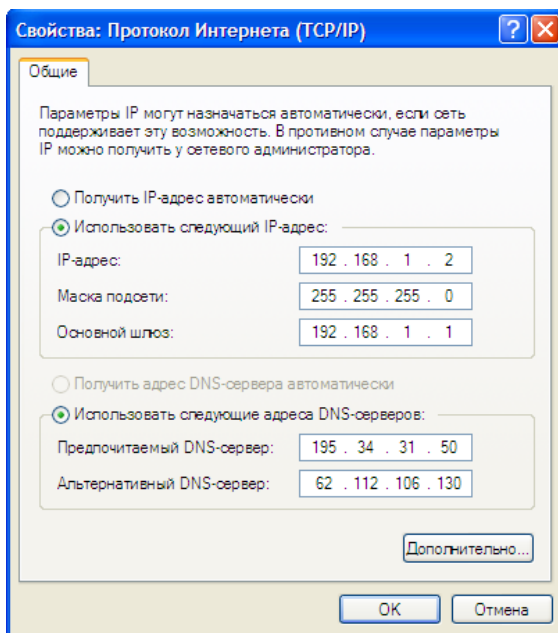 Свойства: Протокол Интернета (TCP/IP)
Общие
Параметры IP могут назначаться автоматически, если сеть
поддерживает эту возможность. В противном случае параметры
IP можно получить у сетевого администратора.
Получить IP-адрес автоматически
Использовать следующий IP-адрес:
IP-адрес: 192 . 168 . 1 . 2
Маска подсети: 255 . 255 . 255 . 0
Основной шлюз: 192 . 168 . 1 . 1
Получить адрес DNS-сервера автоматически
Использовать следующие адреса DNS-серверов:
Предпочитаемый DNS-сервер: 195 . 34 . 31 . 50
Альтернативный DNS-сервер: 62 . 112 . 106 . 130
Дополнительно...
OK Отмена